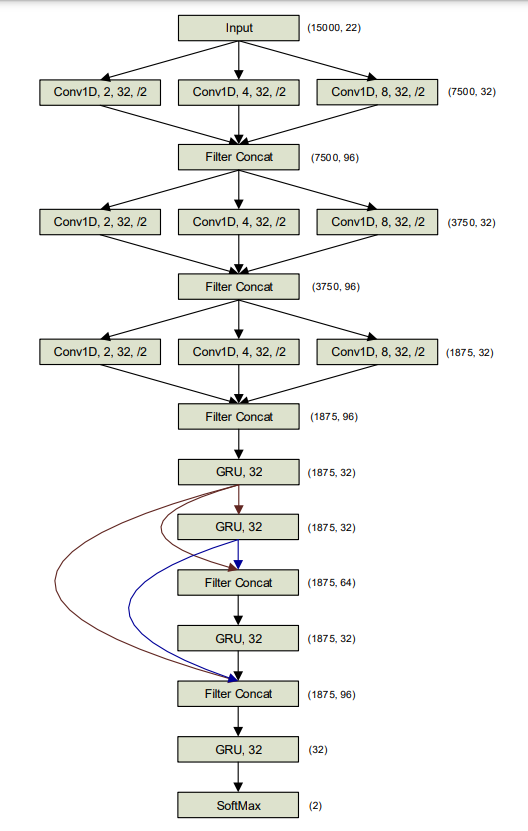 Input (15000, 22)
Conv1D, 2, 32, /2 Conv1D, 4, 32, /2 Conv1D, 8, 32, /2 (7500, 32)
Filter Concat (7500, 96)
Conv1D, 2, 32, /2 Conv1D, 4, 32, /2 Conv1D, 8, 32, /2 (3750, 32)
Filter Concat (3750, 96)
Conv1D, 2, 32, /2 Conv1D, 4, 32, /2 Conv1D, 8, 32, /2 (1875, 32)
Filter Concat (1875, 96)
GRU, 32 (1875, 32)
GRU, 32 (1875, 32)
Filter Concat (1875, 64)
GRU, 32 (1875, 32)
Filter Concat (1875, 96)
GRU, 32 (32)
SoftMax (2)